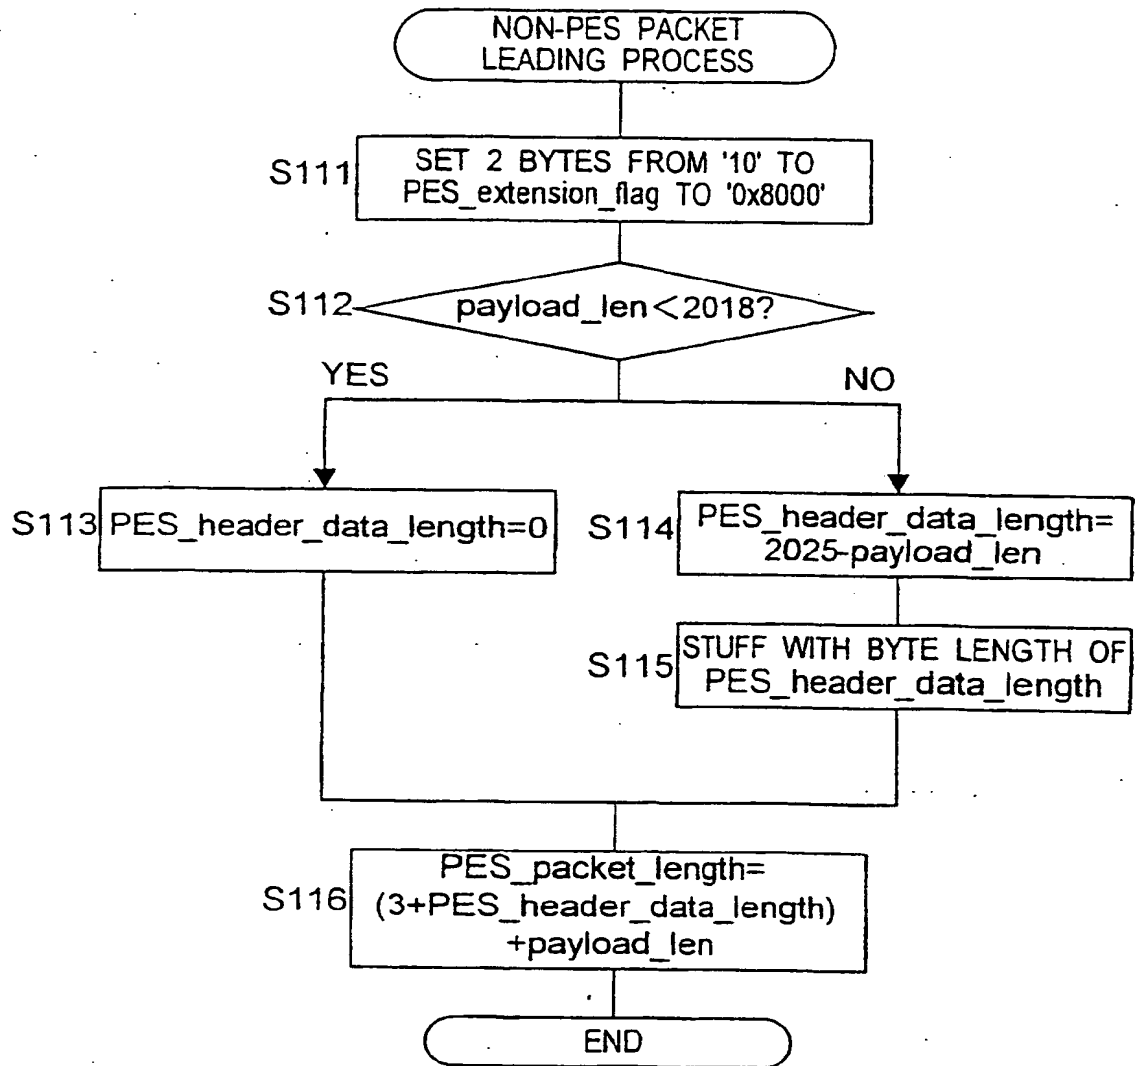 NON-PES PACKET
LEADING PROCESS
S111
SET 2 BYTES FROM '10' TO
PES_extension_flag TO '0x8000'
S112
payload_len<2018?
YES
NO
S113
PES_header_data_length=0
S114
PES_header_data_length=
2025-payload_len
S115
STUFF WITH BYTE LENGTH OF
PES_header_data_length
S116
PES_packet_length=
(3+PES_header_data_length)
+payload_len
END